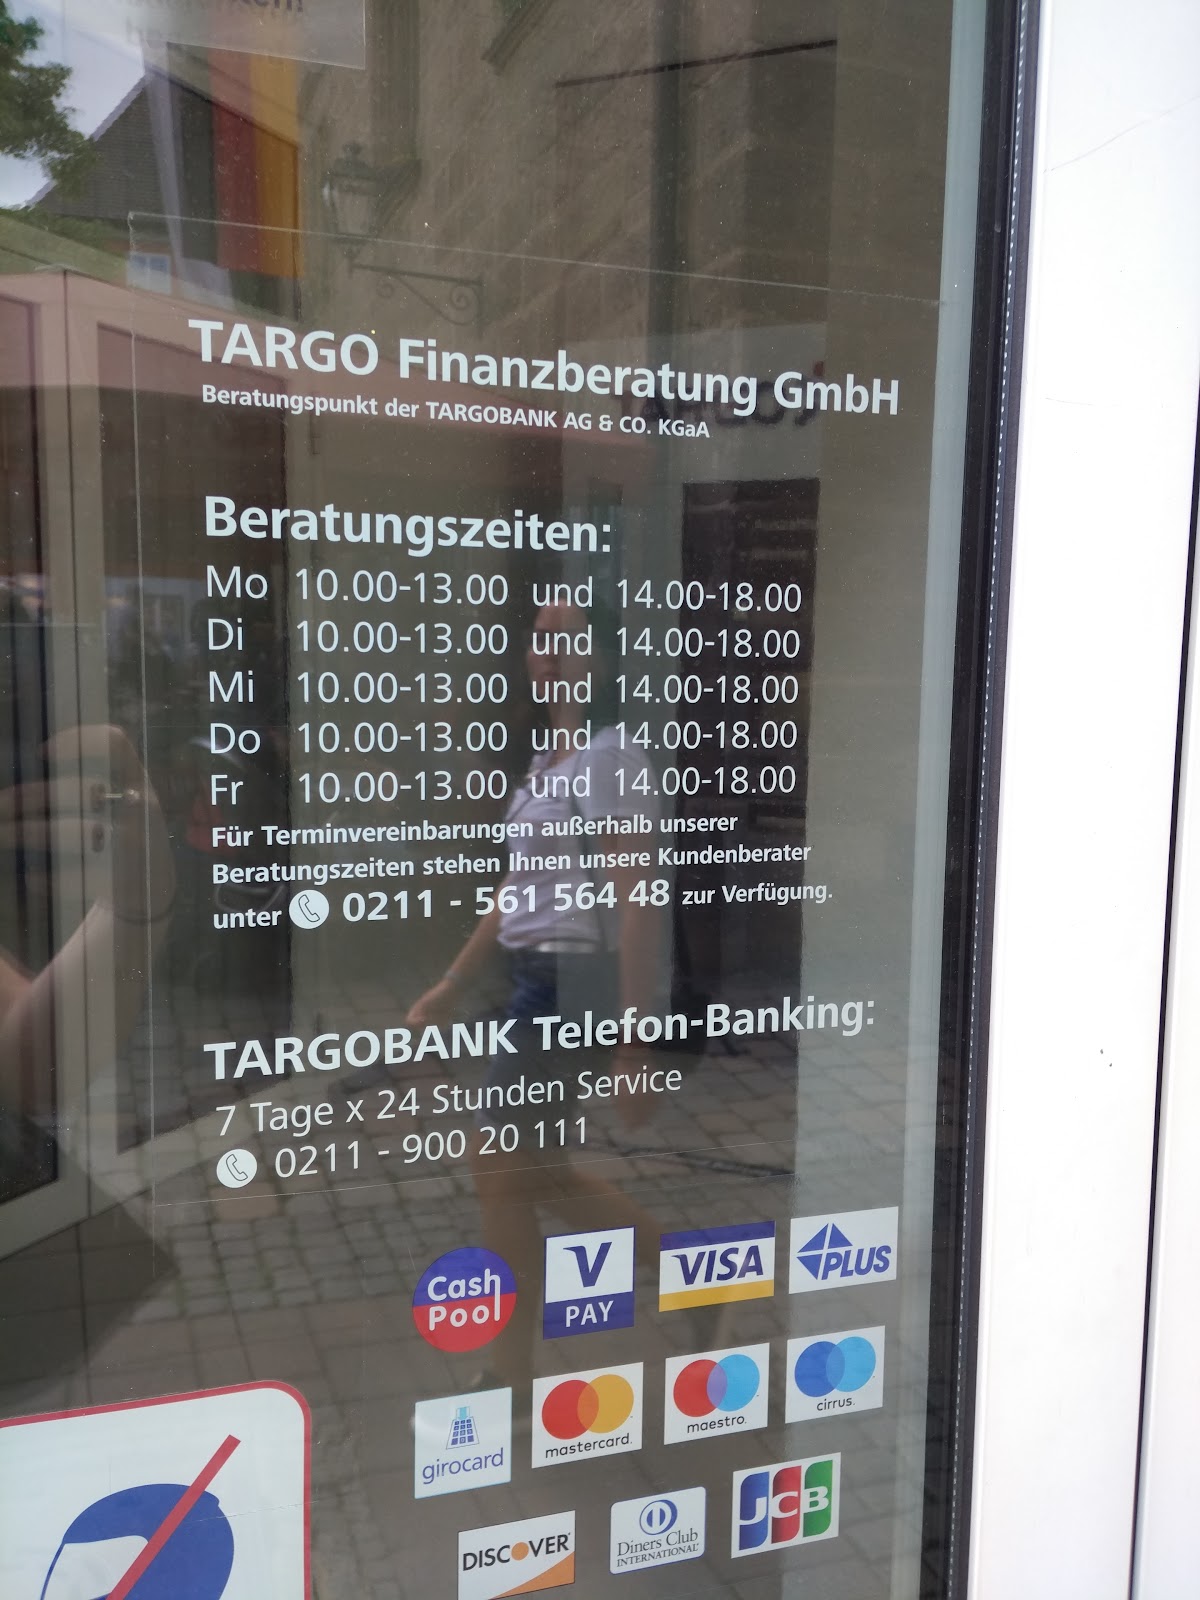 TARGO Finanzberatung GmbH
Beratungspunkt der TARGOBANK AG & CO. KGaA
Beratungszeiten:
Mo 10.00-13.00 und 14.00-18.00
Di 10.00-13.00 und 14.00-18.00
Mi 10.00-13.00 und 14.00-18.00
Do 10.00-13.00 und 14.00-18.00
Fr 10.00-13.00 und 14.00-18.00
Für Terminvereinbarungen außerhalb unserer
Beratungszeiten stehen Ihnen unsere Kundenberater
unter 0211 - 561 564 48 zur Verfügung.
TARGOBANK Telefon-Banking:
7 Tage x 24 Stunden Service
0211 - 900 20 111
Cash
Pool
V
PAY
VISA
PLUS
girocard
mastercard.
maestro.
cirrus.
DISCOVER
Diners Club
INTERNATIONAL
JCB